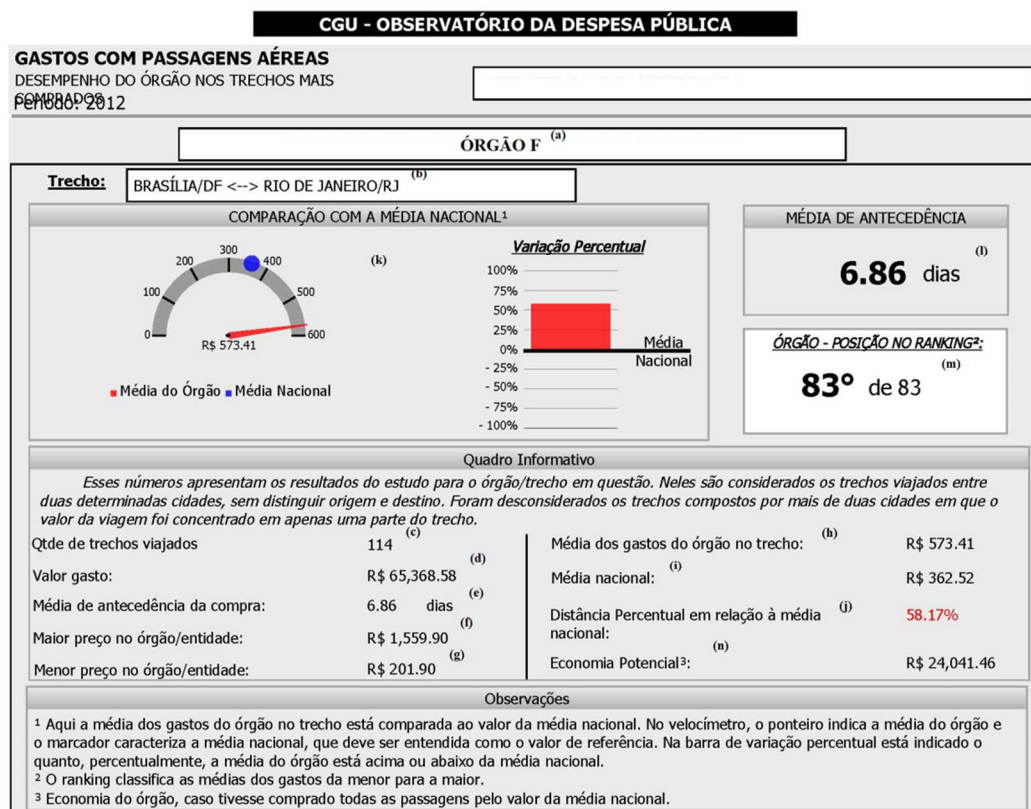 CGU - OBSERVATÓRIO DA DESPESA PÚBLICA
GASTOS COM PASSAGENS AÉREAS
DESEMPENHO DO ÓRGÃO NOS TRECHOS MAIS
COMPRADOS
Período: 2012
ÓRGÃO F (a)
Trecho: BRASÍLIA/DF <--> RIO DE JANEIRO/RJ (b)
COMPARAÇÃO COM A MÉDIA NACIONAL¹
0
100
200
300
400
500
600
R$ 573.41
(k)
Média do Órgão Média Nacional
Variação Percentual
100%
75%
50%
25%
0%
- 25%
- 50%
- 75%
- 100%
Média
Nacional
MÉDIA DE ANTECEDÊNCIA
6.86 dias (l)
ÓRGÃO - POSIÇÃO NO RANKING²:
(m)
83° de 83
Quadro Informativo
Esses números apresentam os resultados do estudo para o órgão/trecho em questão. Neles são considerados os trechos viajados entre
duas determinadas cidades, sem distinguir origem e destino. Foram desconsiderados os trechos compostos por mais de duas cidades em que o
valor da viagem foi concentrado em apenas uma parte do trecho.
Qtde de trechos viajados 114 (c)
Valor gasto: R$ 65,368.58 (d)
Média de antecedência da compra: 6.86 dias (e)
Maior preço no órgão/entidade: R$ 1,559.90 (f)
Menor preço no órgão/entidade: R$ 201.90 (g)
Média dos gastos do órgão no trecho: (h) R$ 573.41
Média nacional: (i) R$ 362.52
Distância Percentual em relação à média (j) 58.17%
nacional:
(n)
Economia Potencial³: R$ 24,041.46
Observações
¹ Aqui a média dos gastos do órgão no trecho está comparada ao valor da média nacional. No velocímetro, o ponteiro indica a média do órgão e
o marcador caracteriza a média nacional, que deve ser entendida como o valor de referência. Na barra de variação percentual está indicado o
quanto, percentualmente, a média do órgão está acima ou abaixo da média nacional.
² O ranking classifica as médias dos gastos da menor para a maior.
³ Economia do órgão, caso tivesse comprado todas as passagens pelo valor da média nacional.